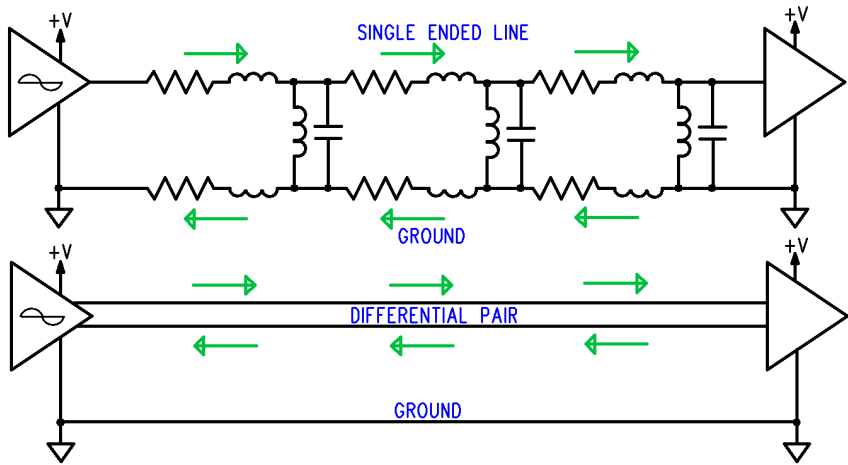 +V
SINGLE ENDED LINE
+V
GROUND
+V
+V
DIFFERENTIAL PAIR
GROUND